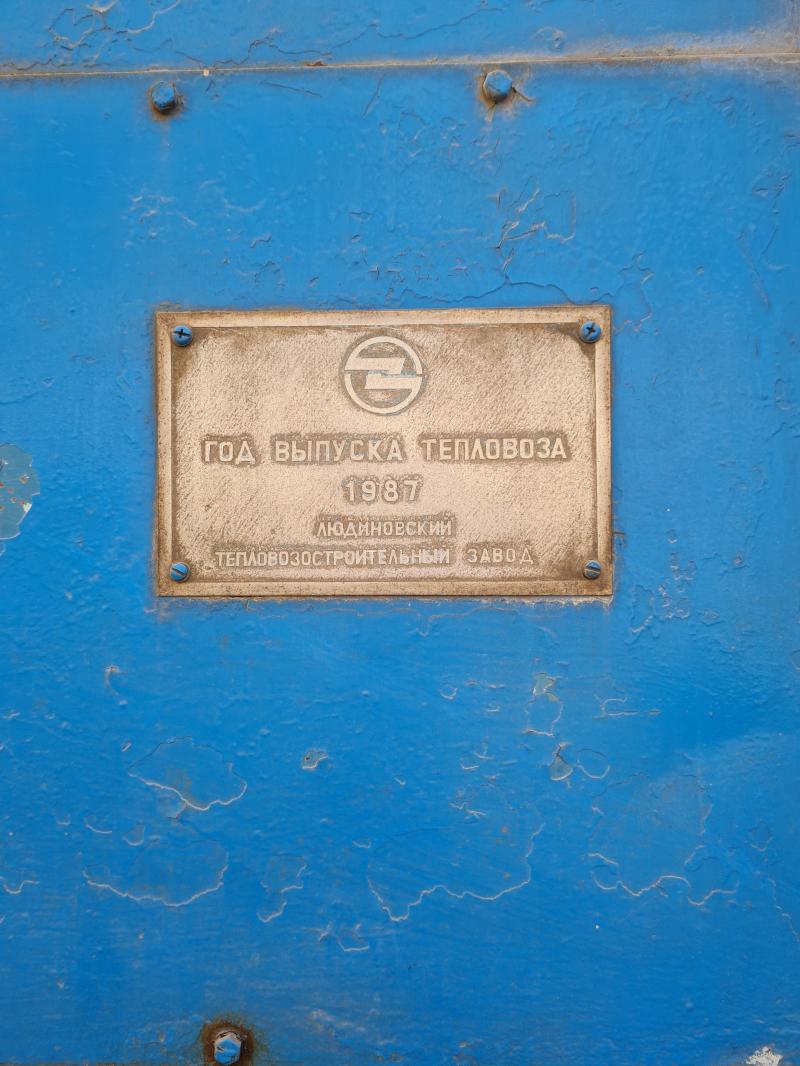 ГОД ВЫПУСКА ТЕПЛОВОЗА
1987
ЛЮДИНОВСКИЙ
ТЕПЛОВОЗОСТРОИТЕЛЬНЫЙ ЗАВОД